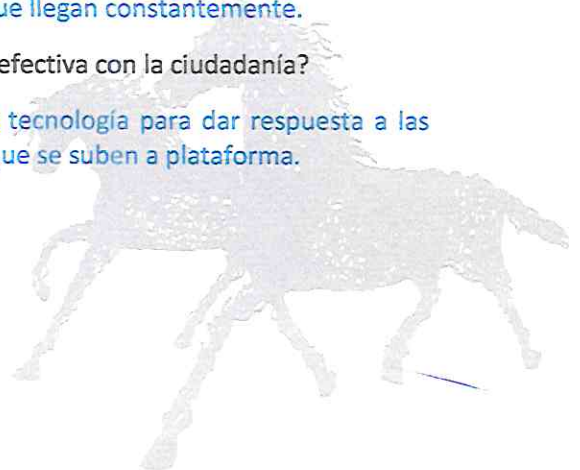 ue llegan constantemente.
efectiva con la ciudadanía?
tecnología para dar respuesta a las
ue se suben a plataforma.